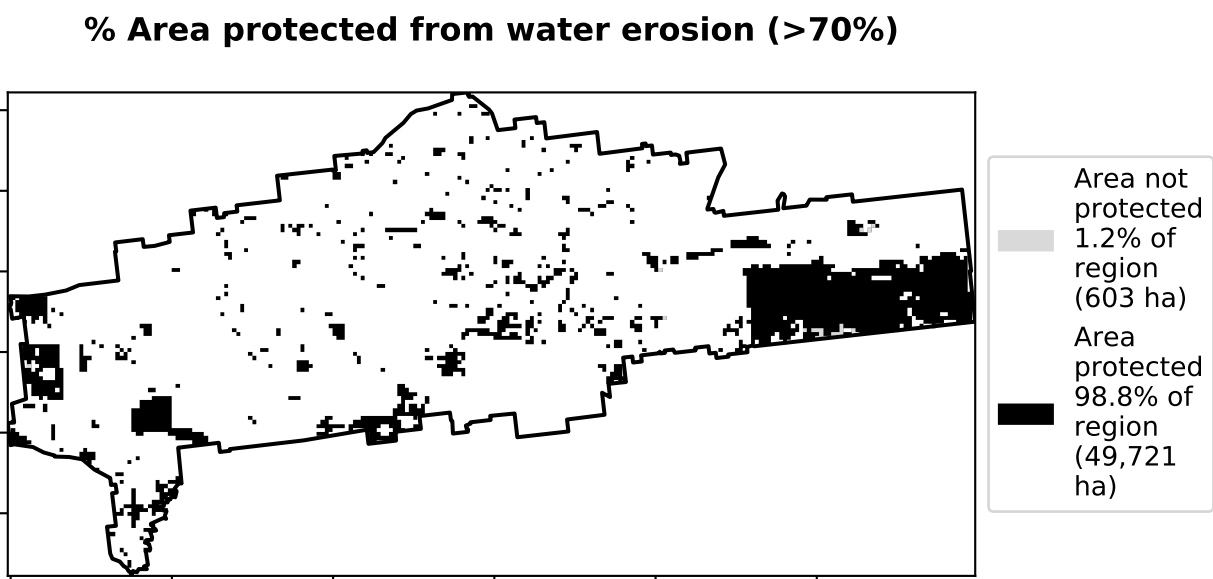 % Area protected from water erosion (>70%)
Area not
protected
1.2% of
region
(603 ha)
Area
protected
98.8% of
region
(49,721
ha)